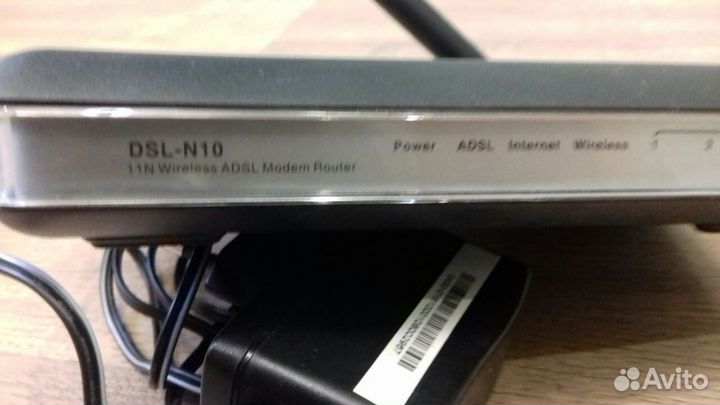 DSL-N10
11N Wireless ADSL Modem Router
Power ADSL Internet Wireless 1 2
Avito